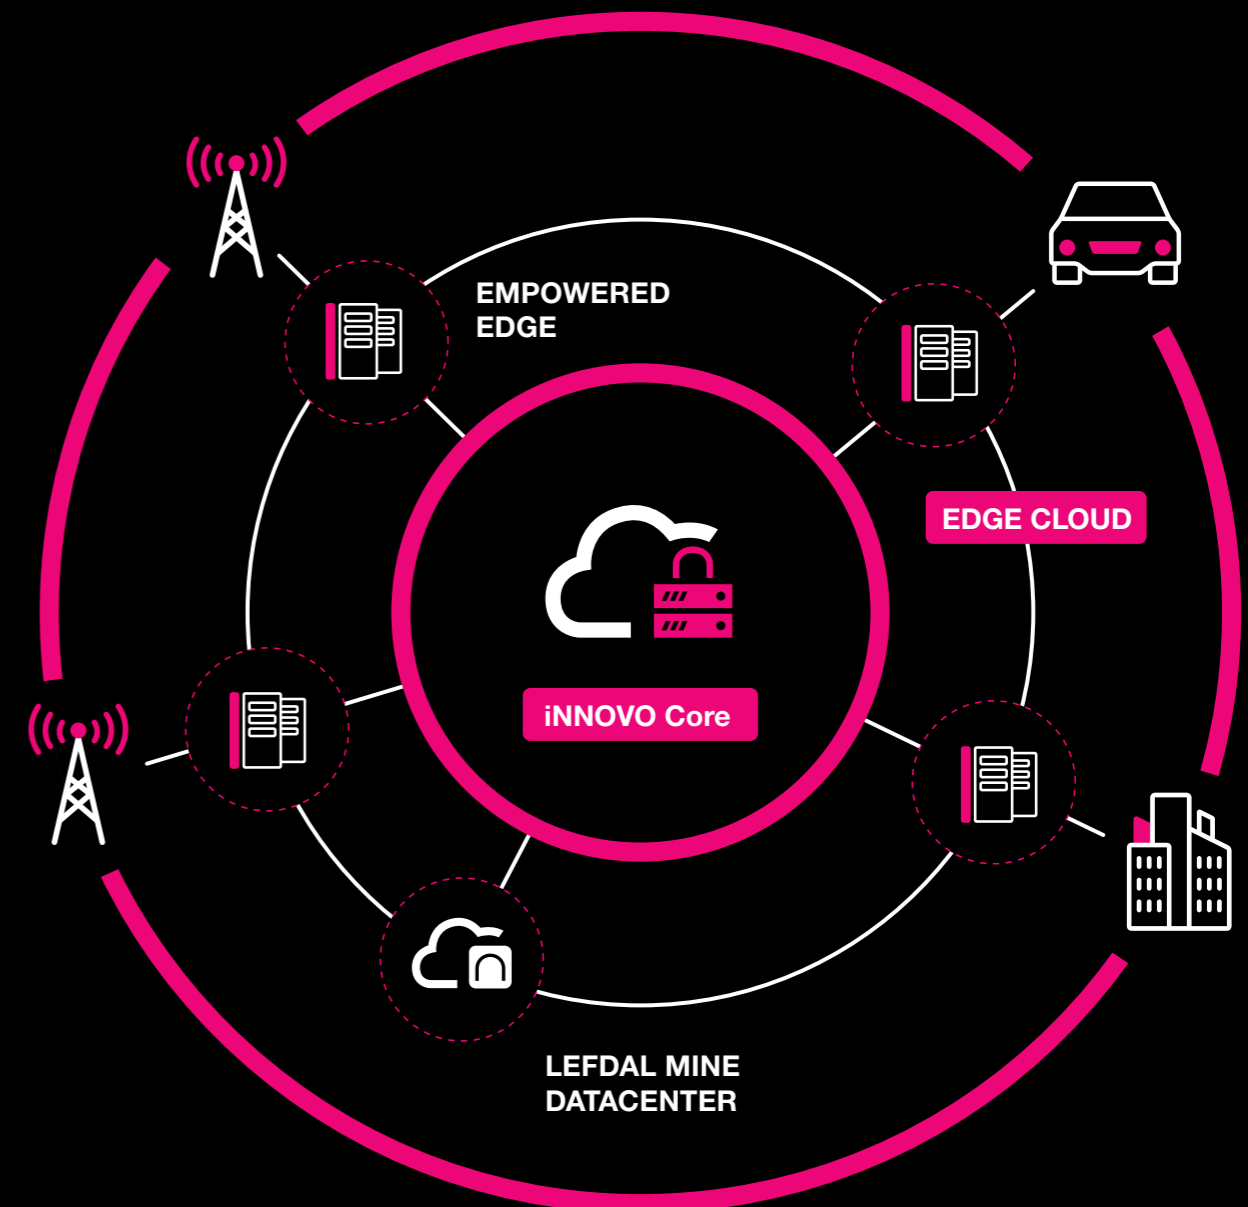 EMPOWERED
EDGE
EDGE CLOUD
iNNOVO Core
LEFDAL MINE
DATACENTER